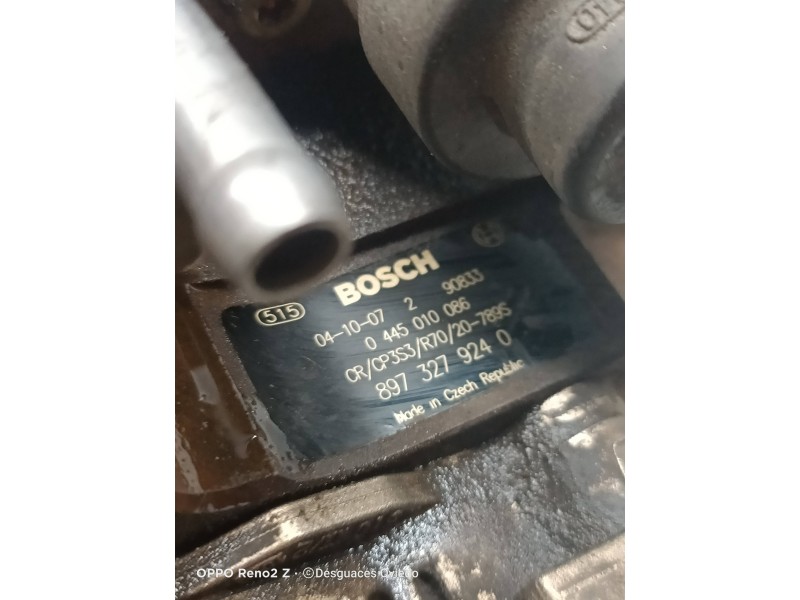 BOSCH
515
04-10-07 2 90833
0 445 010 086
CR/CP3S3/R70/20-789S
897 327 924 0
Made in Czech Republic
OPPO Reno2 Z · ©Desguaces Oviedo